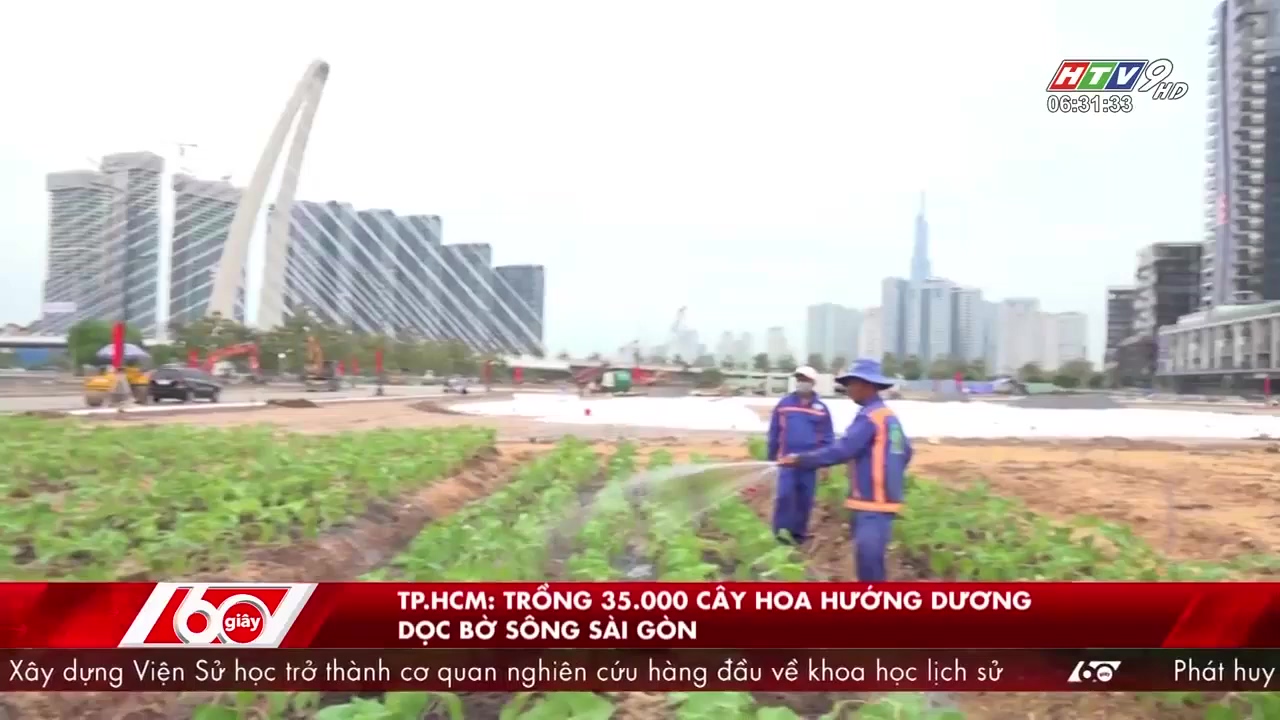 HTV9 HD
06:31:33
60 giây
TP.HCM: TRỒNG 35.000 CÂY HOA HƯỚNG DƯƠNG
DỌC BỜ SÔNG SÀI GÒN
Xây dựng Viện Sử học trở thành cơ quan nghiên cứu hàng đầu về khoa học lịch sử 60 giây Phát huy